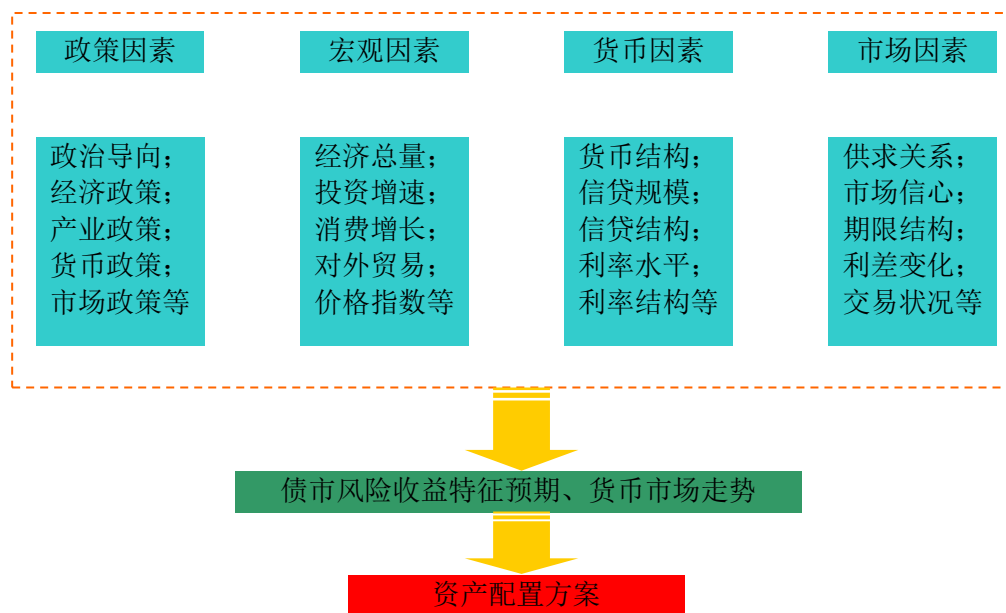 政策因素
宏观因素
货币因素
市场因素
政治导向；
经济政策；
产业政策；
货币政策；
市场政策等
经济总量；
投资增速；
消费增长；
对外贸易；
价格指数等
货币结构；
信贷规模；
信贷结构；
利率水平；
利率结构等
供求关系；
市场信心；
期限结构；
利差变化；
交易状况等
债市风险收益特征预期、货币市场走势
资产配置方案